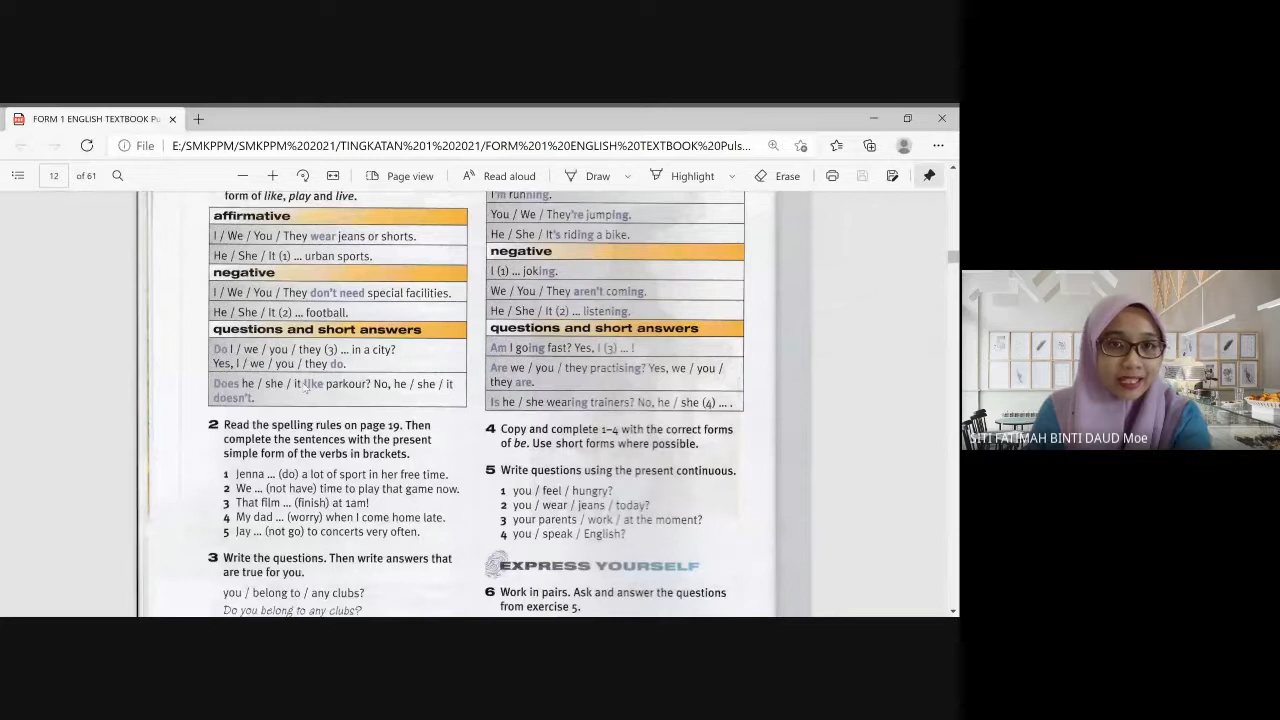 FORM 1 ENGLISH TEXTBOOK Pu
File
E:/SMKPPM/SMKPPM%202021/TINGKATAN%201%202021/FORM%201%20ENGLISH%20TEXTBOOK%20Puls...
12
of 61
Page view
Read aloud
Draw
Highlight
Erase
form of like, play and live.
affirmative
I / We / You / They wear jeans or shorts.
He / She / It (1) ... urban sports.
negative
I / We / You / They don't need special facilities.
He / She / It (2) ... football.
questions and short answers
Do I / we / you / they (3) ... in a city?
Yes, I / we / you / they do.
Does he / she / it like parkour? No, he / she / it
doesn't.
2 Read the spelling rules on page 19. Then
complete the sentences with the present
simple form of the verbs in brackets.
1 Jenna ... (do) a lot of sport in her free time.
2 We ... (not have) time to play that game now.
3 That film ... (finish) at 1am!
4 My dad ... (worry) when I come home late.
5 Jay ... (not go) to concerts very often.
3 Write the questions. Then write answers that
are true for you.
you / belong to / any clubs?
Do you belong to any clubs?
I'm running.
You / We / They're jumping.
He / She / It's riding a bike.
negative
I (1) ... joking.
We / You / They aren't coming.
He / She / It (2) ... listening.
questions and short answers
Am I going fast? Yes, I (3) ... !
Are we / you / they practising? Yes, we / you /
they are.
Is he / she wearing trainers? No, he / she (4) ... .
4 Copy and complete 1–4 with the correct forms
of be. Use short forms where possible.
5 Write questions using the present continuous.
1 you / feel / hungry?
2 you / wear / jeans / today?
3 your parents / work / at the moment?
4 you / speak / English?
EXPRESS YOURSELF
6 Work in pairs. Ask and answer the questions
from exercise 5.
SITI FATIMAH BINTI DAUD Moe